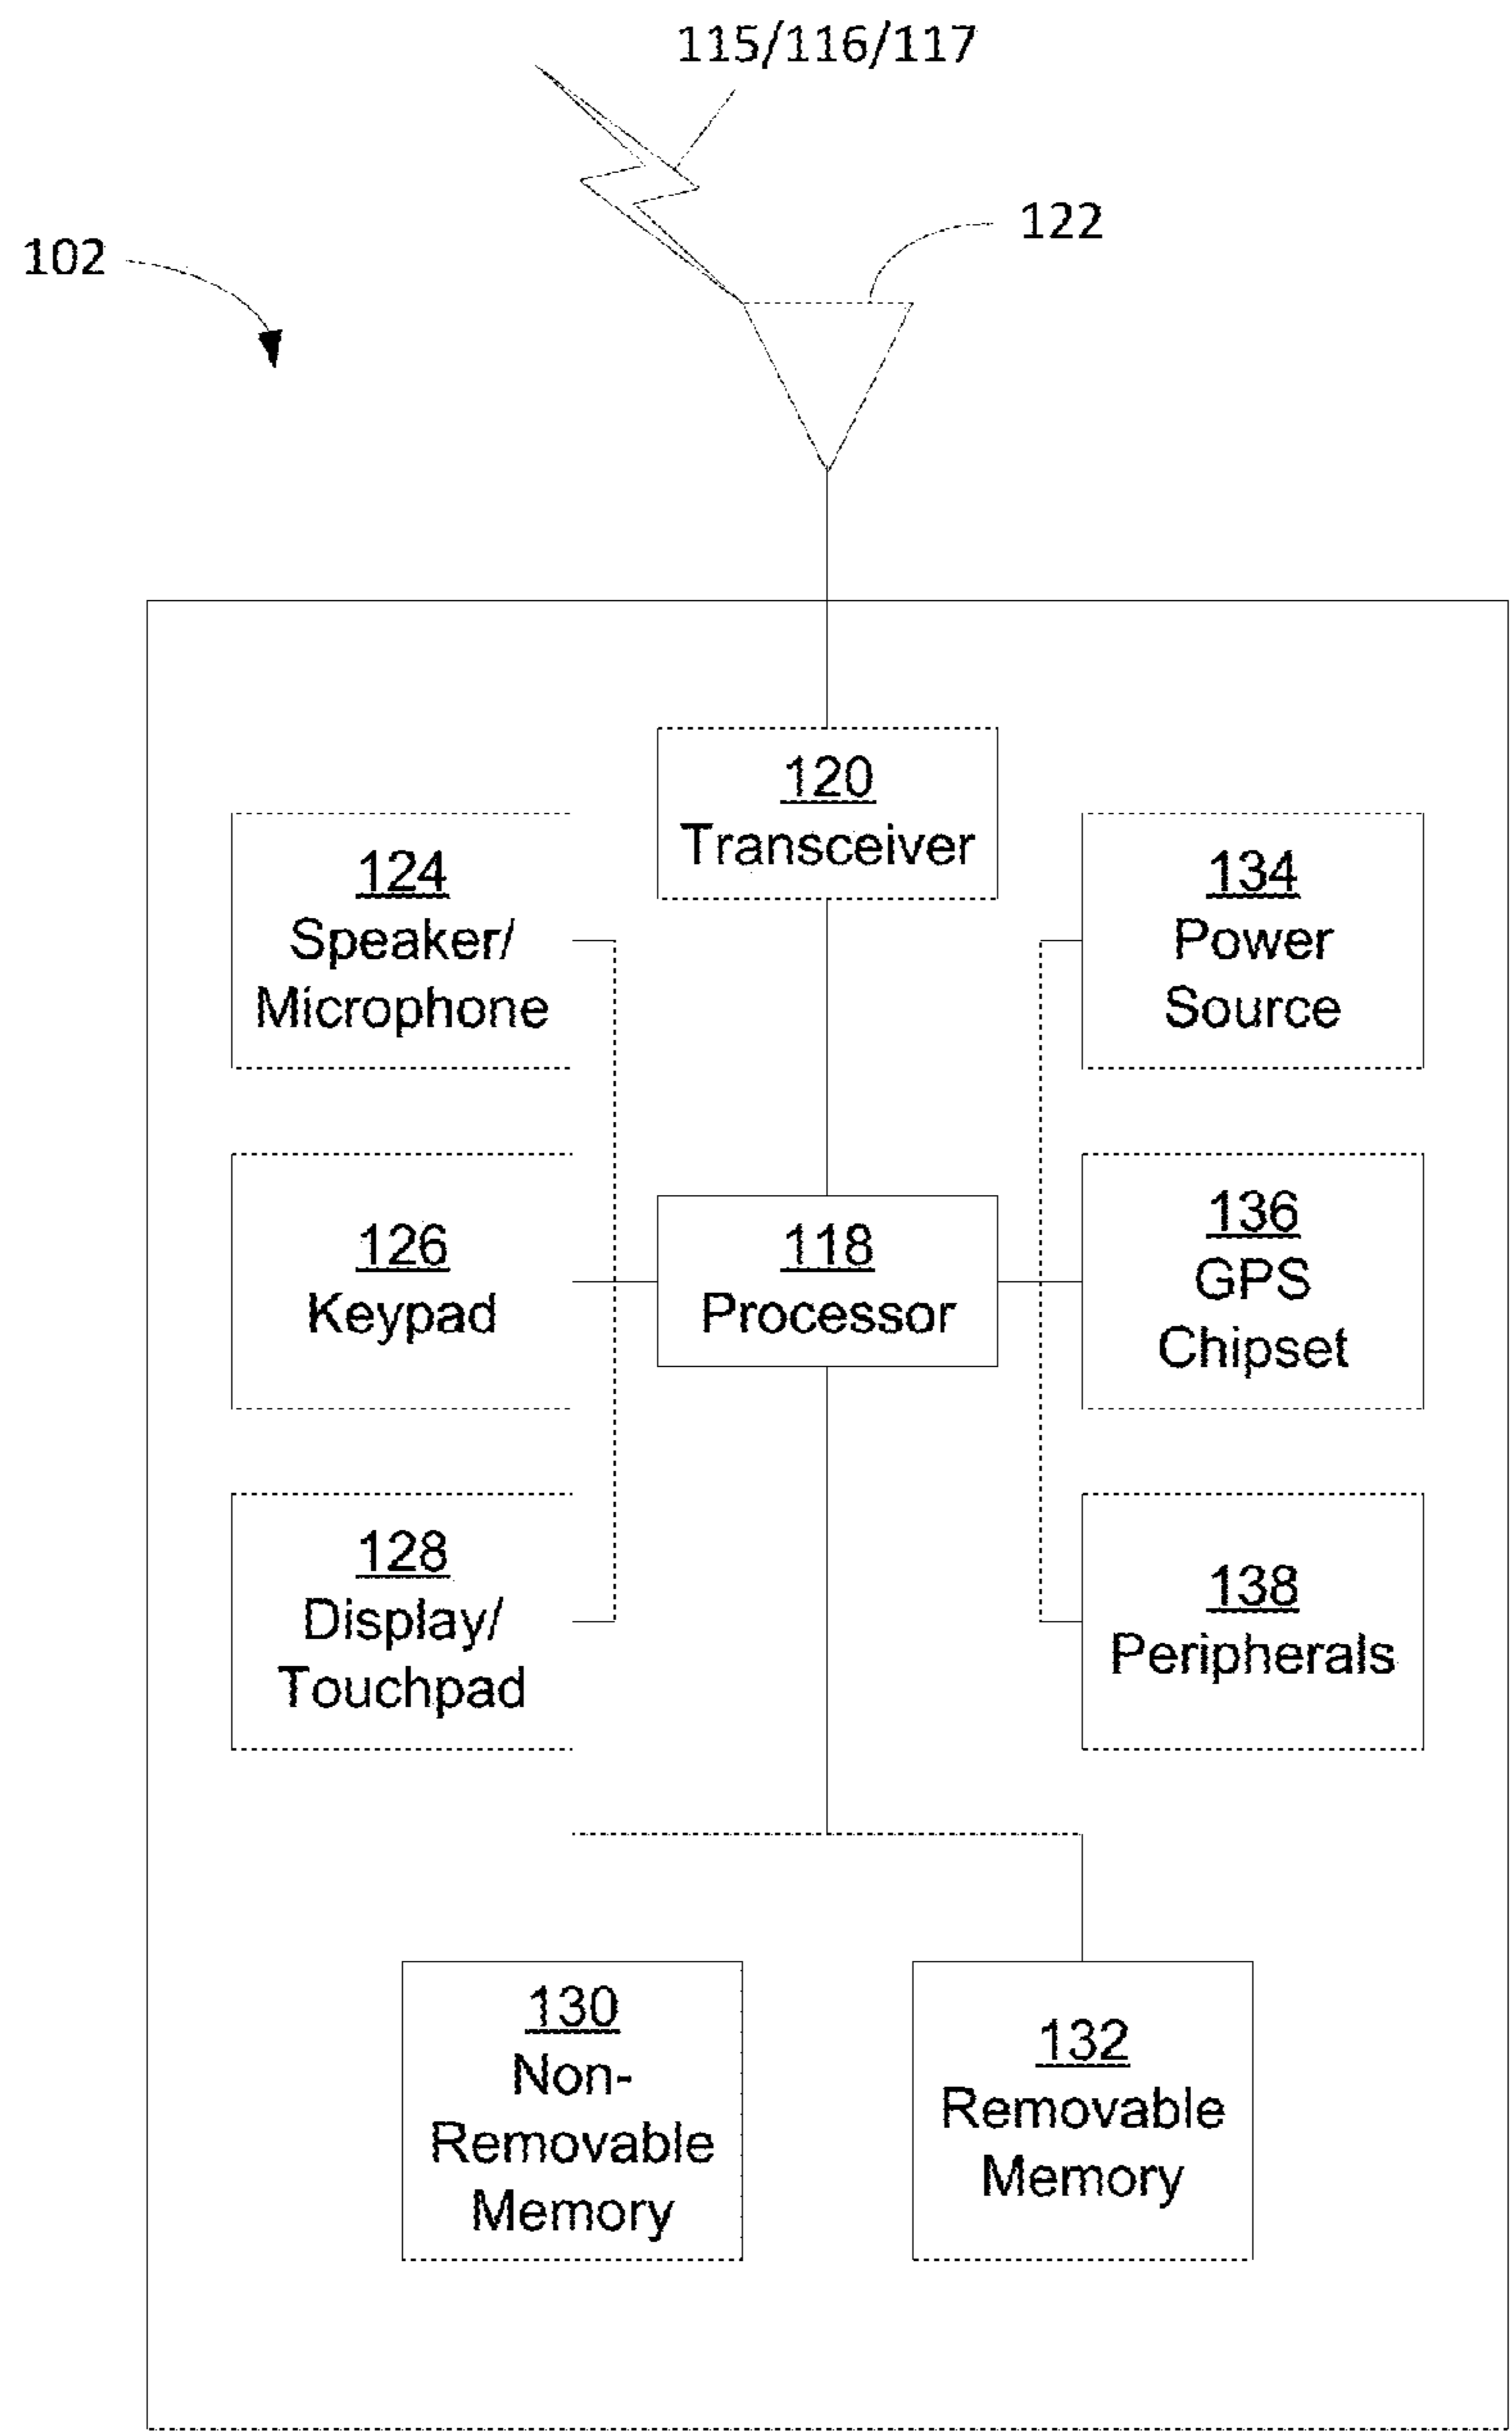 115/116/117
122
102
120
Transceiver
124
Speaker/
Microphone
134
Power
Source
126
Keypad
118
Processor
136
GPS
Chipset
128
Display/
Touchpad
138
Peripherals
130
Non-
Removable
Memory
132
Removable
Memory